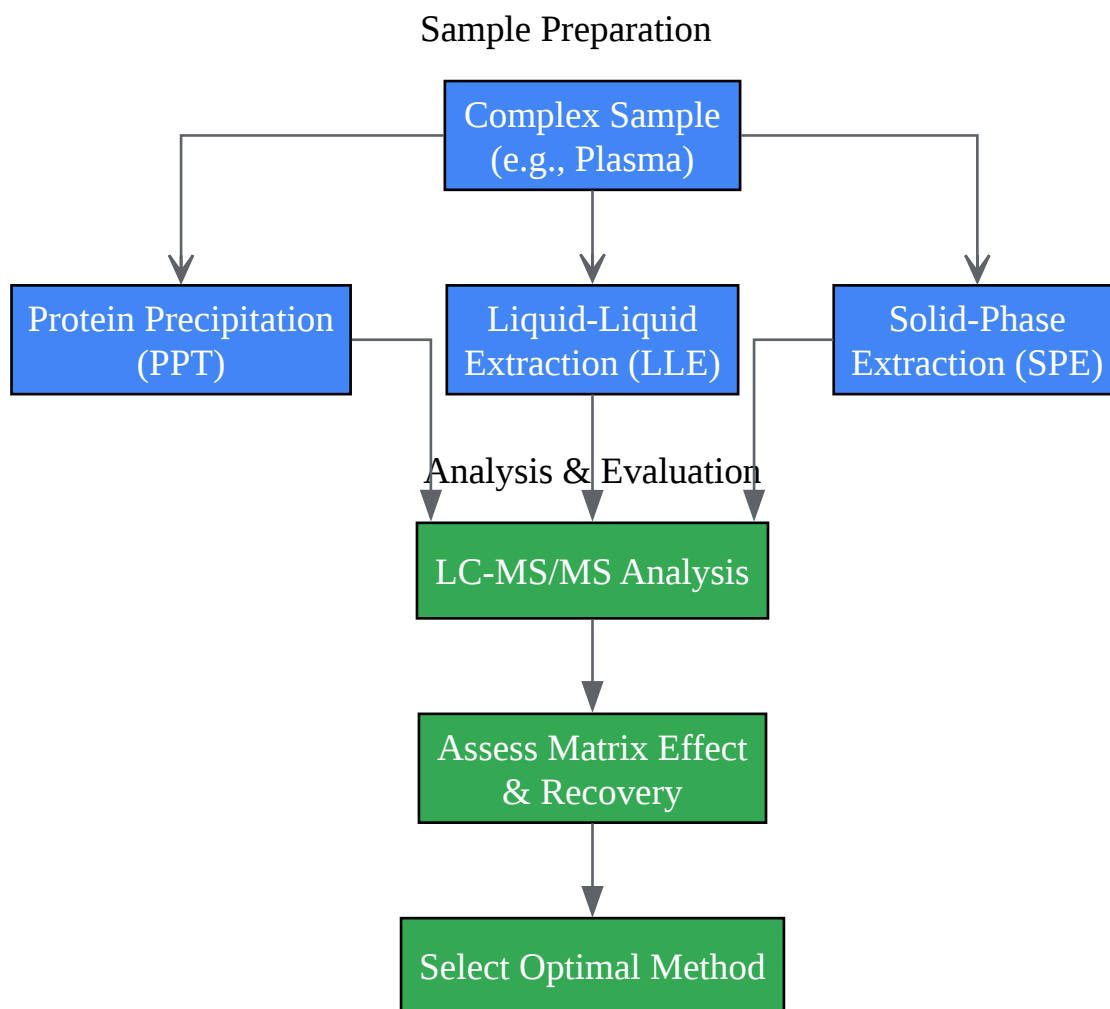 Sample Preparation
Complex Sample
(e.g., Plasma)
Protein Precipitation
(PPT)
Liquid-Liquid
Extraction (LLE)
Solid-Phase
Extraction (SPE)
Analysis & Evaluation
LC-MS/MS Analysis
Assess Matrix Effect
& Recovery
Select Optimal Method